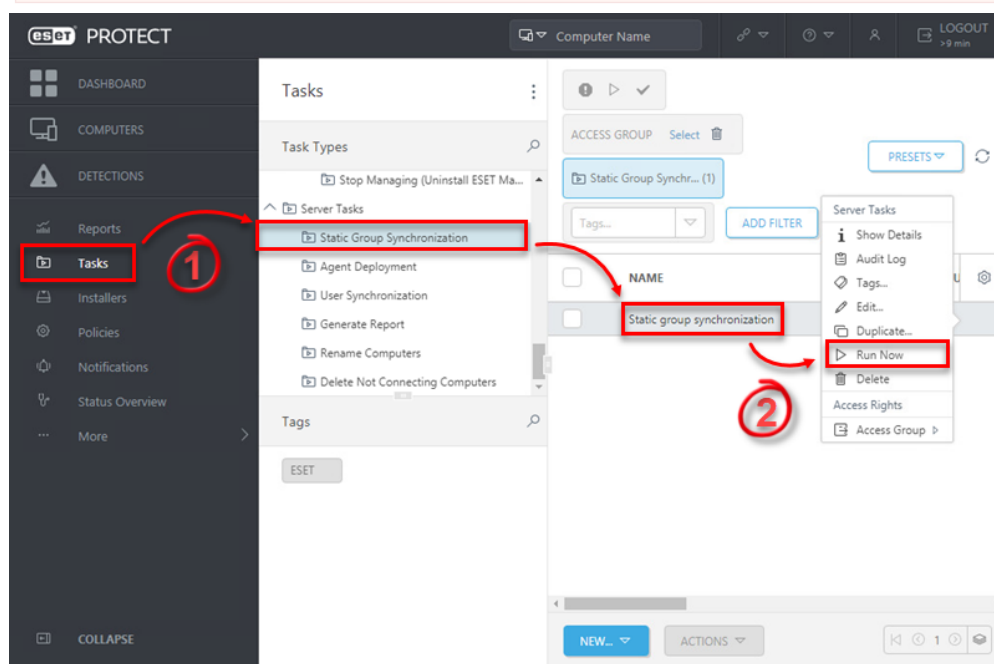 eset PROTECT
Computer Name
LOGOUT
>9 min
DASHBOARD
COMPUTERS
DETECTIONS
Reports
Tasks
Installers
Policies
Notifications
Status Overview
More
COLLAPSE
1
Tasks
Task Types
Stop Managing (Uninstall ESET Ma...
Server Tasks
Static Group Synchronization
Agent Deployment
User Synchronization
Generate Report
Rename Computers
Delete Not Connecting Computers
Tags
ESET
ACCESS GROUP Select
PRESETS
Static Group Synchr... (1)
Tags...
ADD FILTER
NAME
U
Static group synchronization
2
Server Tasks
Show Details
Audit Log
Tags...
Edit...
Duplicate...
Run Now
Delete
Access Rights
Access Group
NEW...
ACTIONS
1